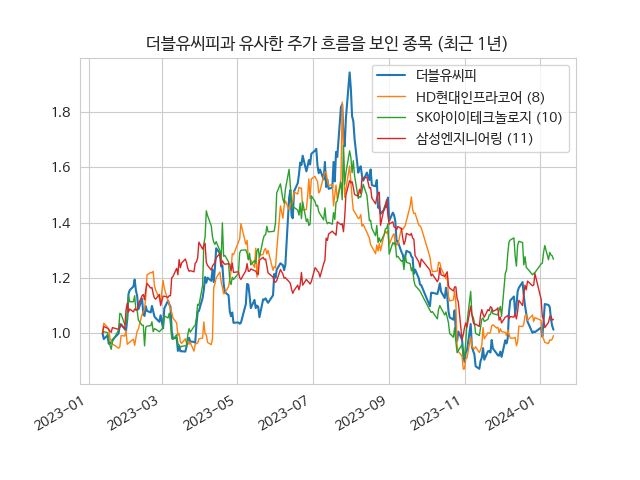 더블유씨피과 유사한 주가 흐름을 보인 종목 (최근 1년)
더블유씨피
HD현대인프라코어 (8)
SK아이이테크놀로지 (10)
삼성엔지니어링 (11)
1.8
1.6
1.4
1.2
1.0
2023-01
2023-03
2023-05
2023-07
2023-09
2023-11
2024-01